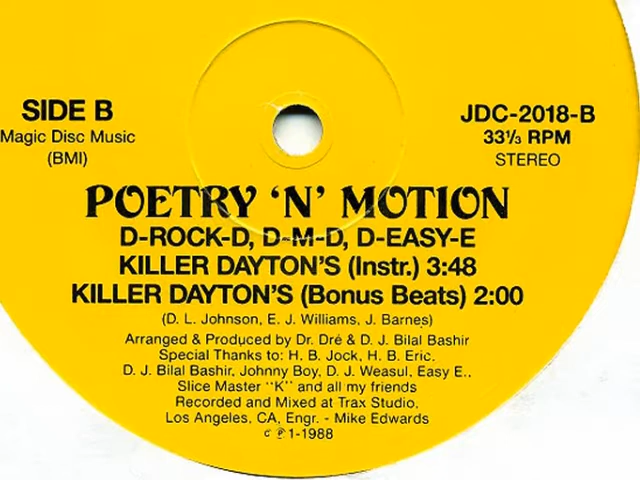 SIDE B
Magic Disc Music
(BMI)
JDC-2018-B
33⅓ RPM
STEREO
POETRY 'N' MOTION
D-ROCK-D, D-M-D, D-EASY-E
KILLER DAYTON'S (Instr.) 3:48
KILLER DAYTON'S (Bonus Beats) 2:00
(D. L. Johnson, E. J. Williams, J. Barnes)
Arranged & Produced by Dr. Dré & D. J. Bilal Bashir
Special Thanks to: H. B. Jock, H. B. Eric.
D. J. Bilal Bashir, Johnny Boy, D. J. Weasul, Easy E..
Slice Master "K" and all my friends
Recorded and Mixed at Trax Studio,
Los Angeles, CA, Engr. - Mike Edwards
c ℗ 1-1988